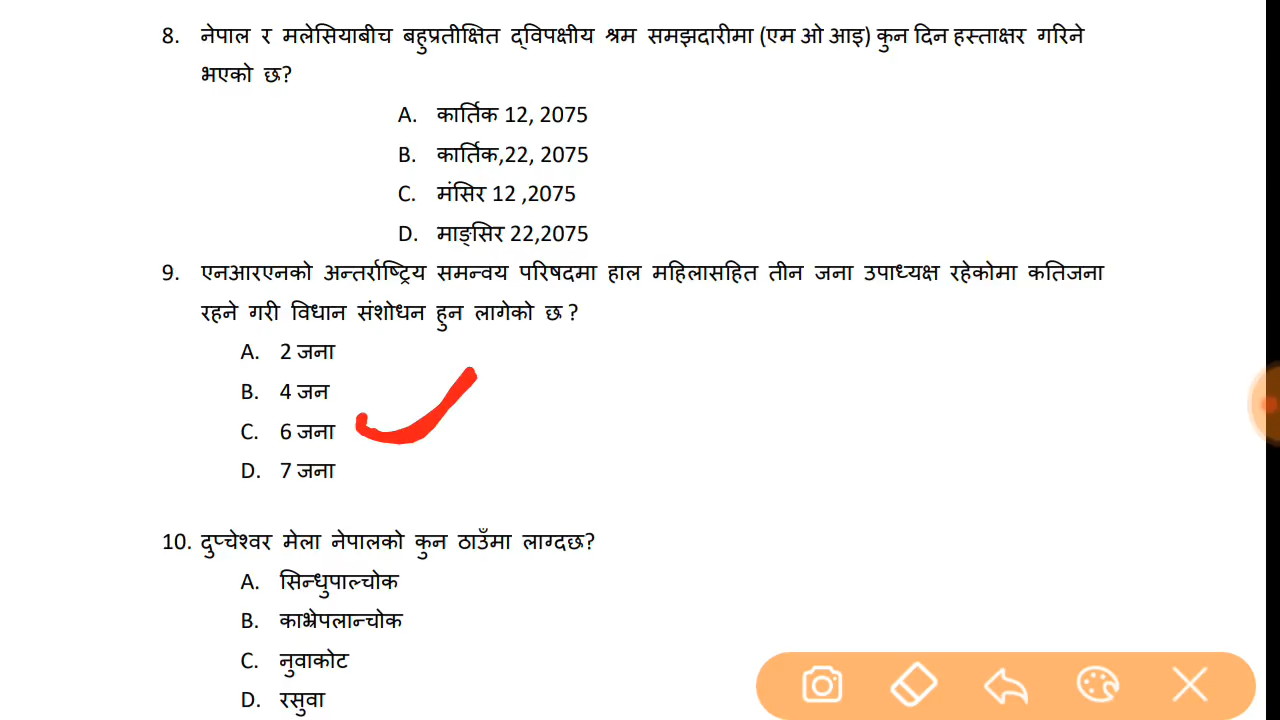 8. नेपाल र मलेसियाबीच बहुप्रतीक्षित द्विपक्षीय श्रम समझदारीमा (एम ओ आइ) कुन दिन हस्ताक्षर गरिने
भएको छ?
A. कार्तिक 12, 2075
B. कार्तिक,22, 2075
C. मंसिर 12 ,2075
D. माङ्सिर 22,2075
9. एनआरएनको अन्तर्राष्ट्रिय समन्वय परिषदमा हाल महिलासहित तीन जना उपाध्यक्ष रहेकोमा कतिजना
रहने गरी विधान संशोधन हुन लागेको छ ?
A. 2 जना
B. 4 जन
C. 6 जना
D. 7 जना
10. दुप्चेश्वर मेला नेपालको कुन ठाउँमा लाग्दछ?
A. सिन्धुपाल्चोक
B. काभ्रेपलान्चोक
C. नुवाकोट
D. रसुवा